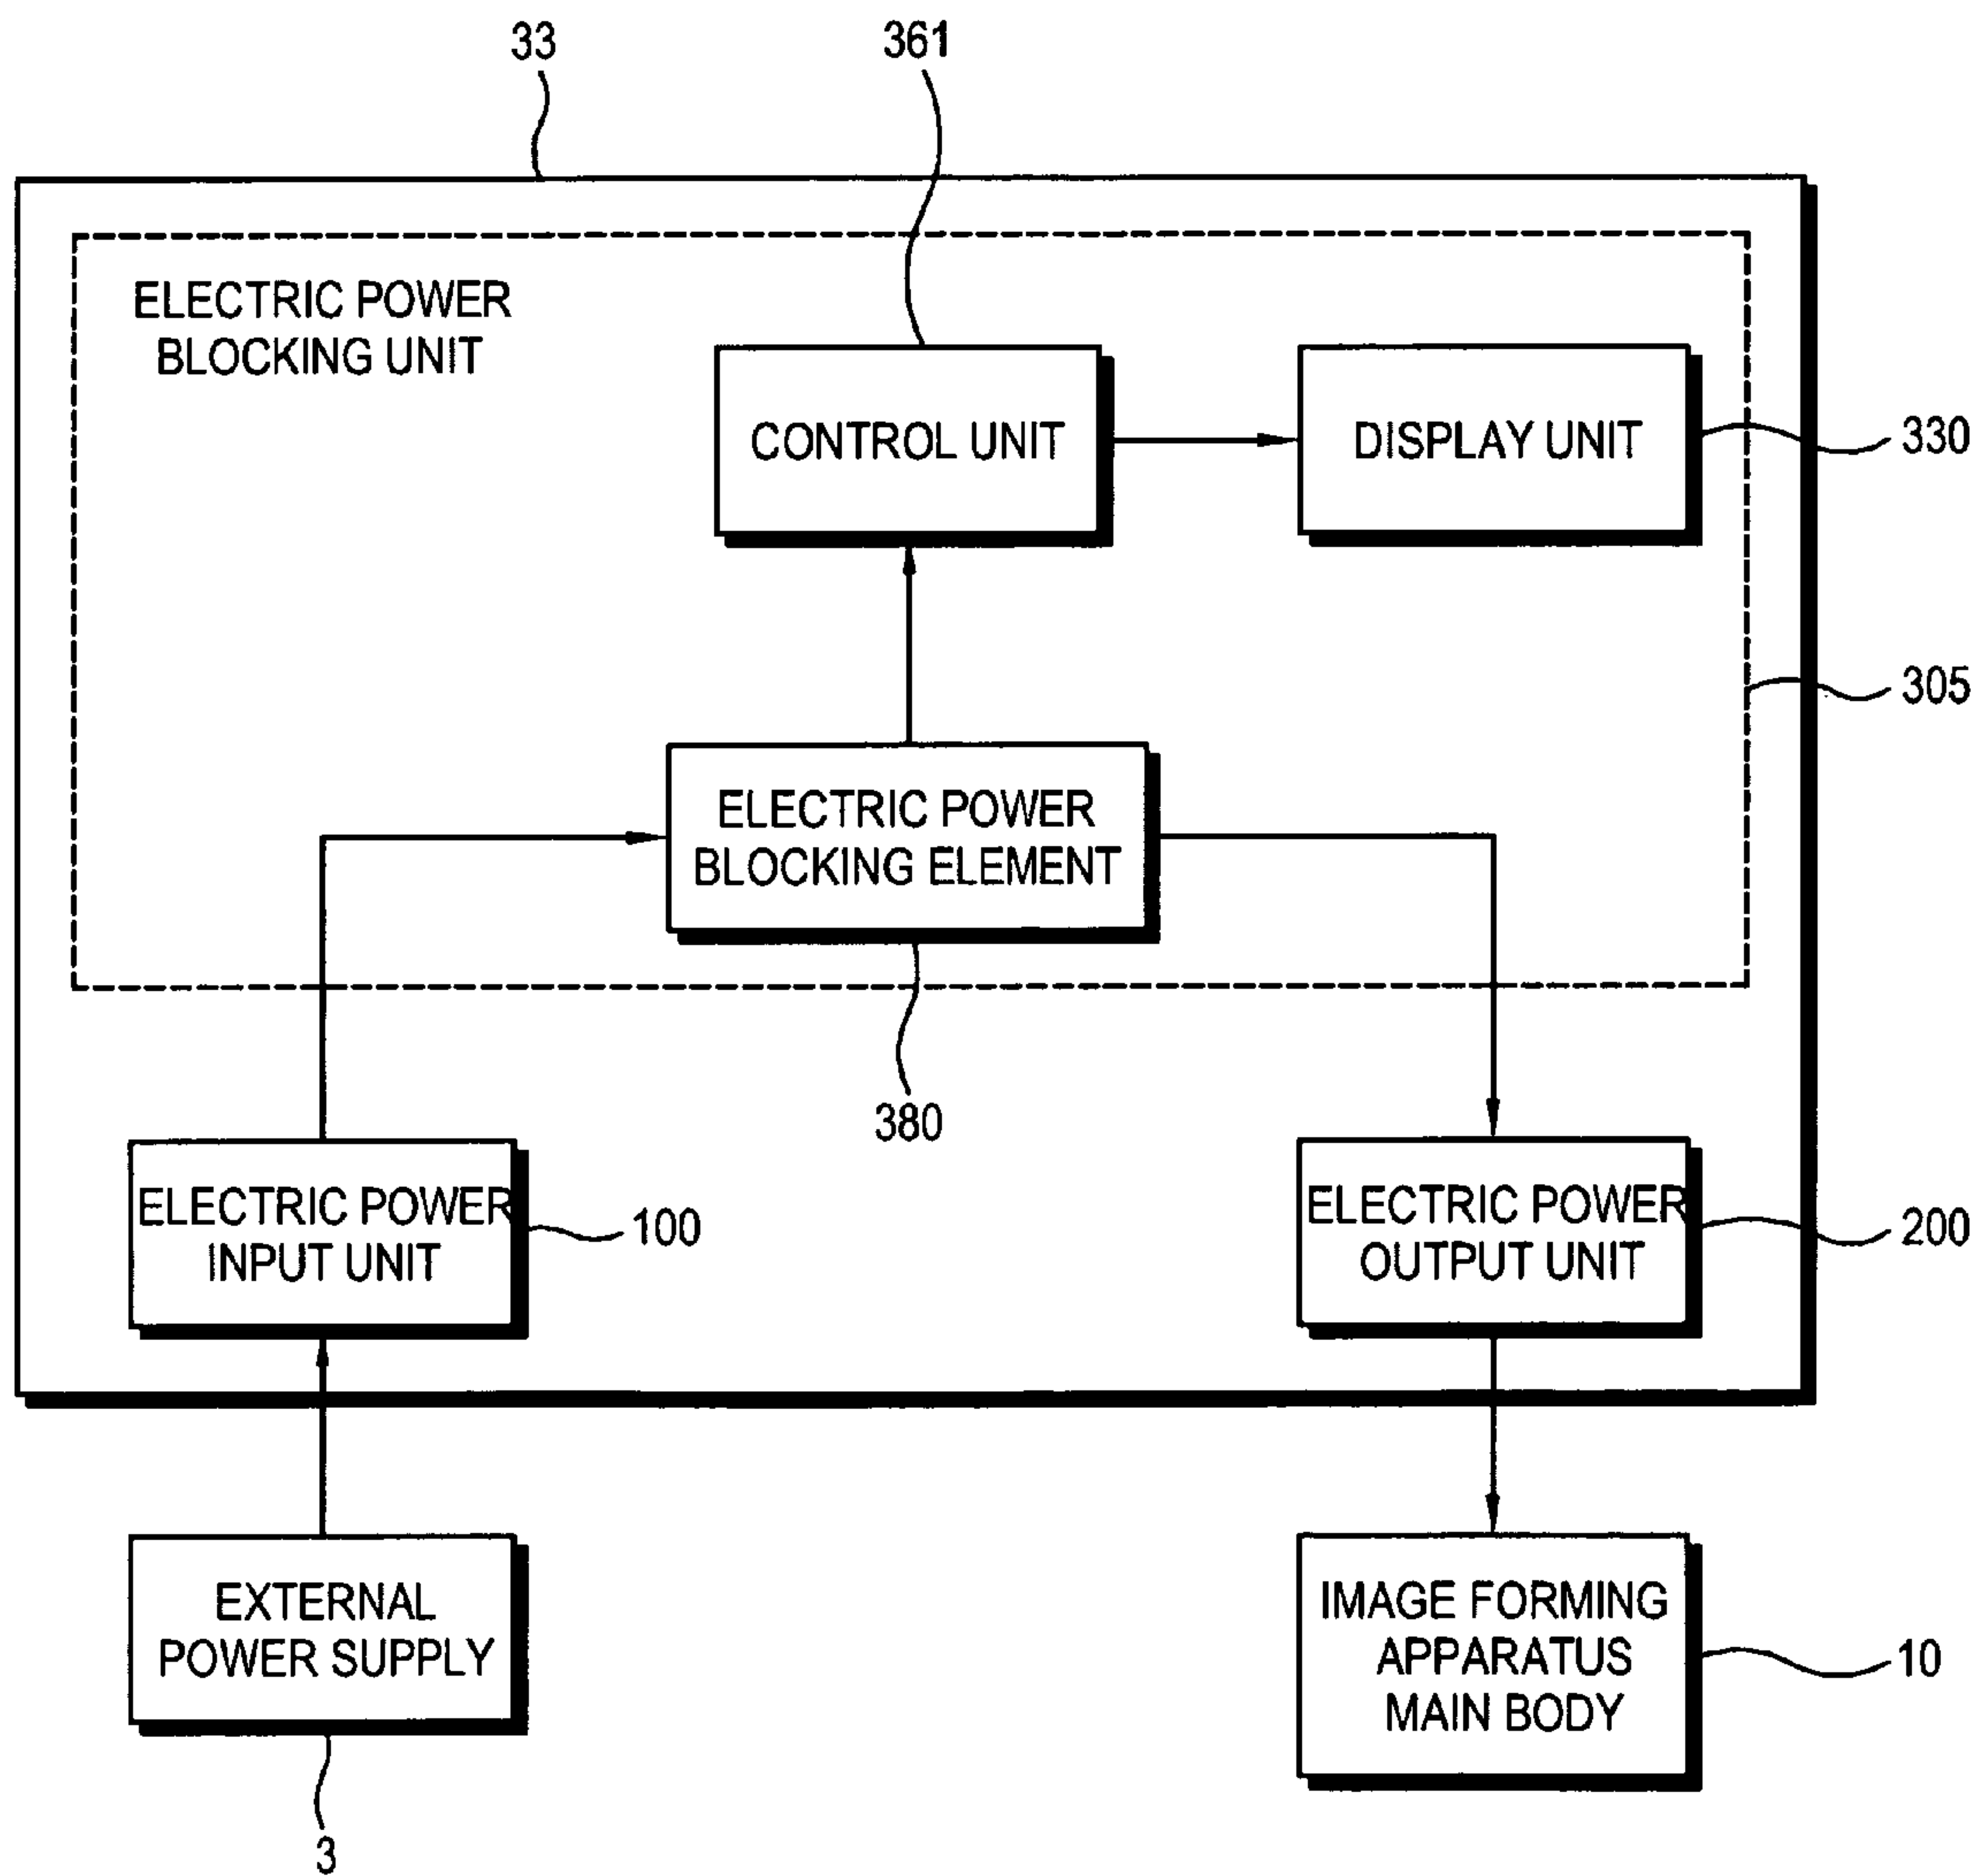 33
361
ELECTRIC POWER
BLOCKING UNIT
CONTROL UNIT
DISPLAY UNIT
330
305
ELECTRIC POWER
BLOCKING ELEMENT
380
ELECTRIC POWER
INPUT UNIT
100
ELECTRIC POWER
OUTPUT UNIT
200
EXTERNAL
POWER SUPPLY
3
IMAGE FORMING
APPARATUS
MAIN BODY
10